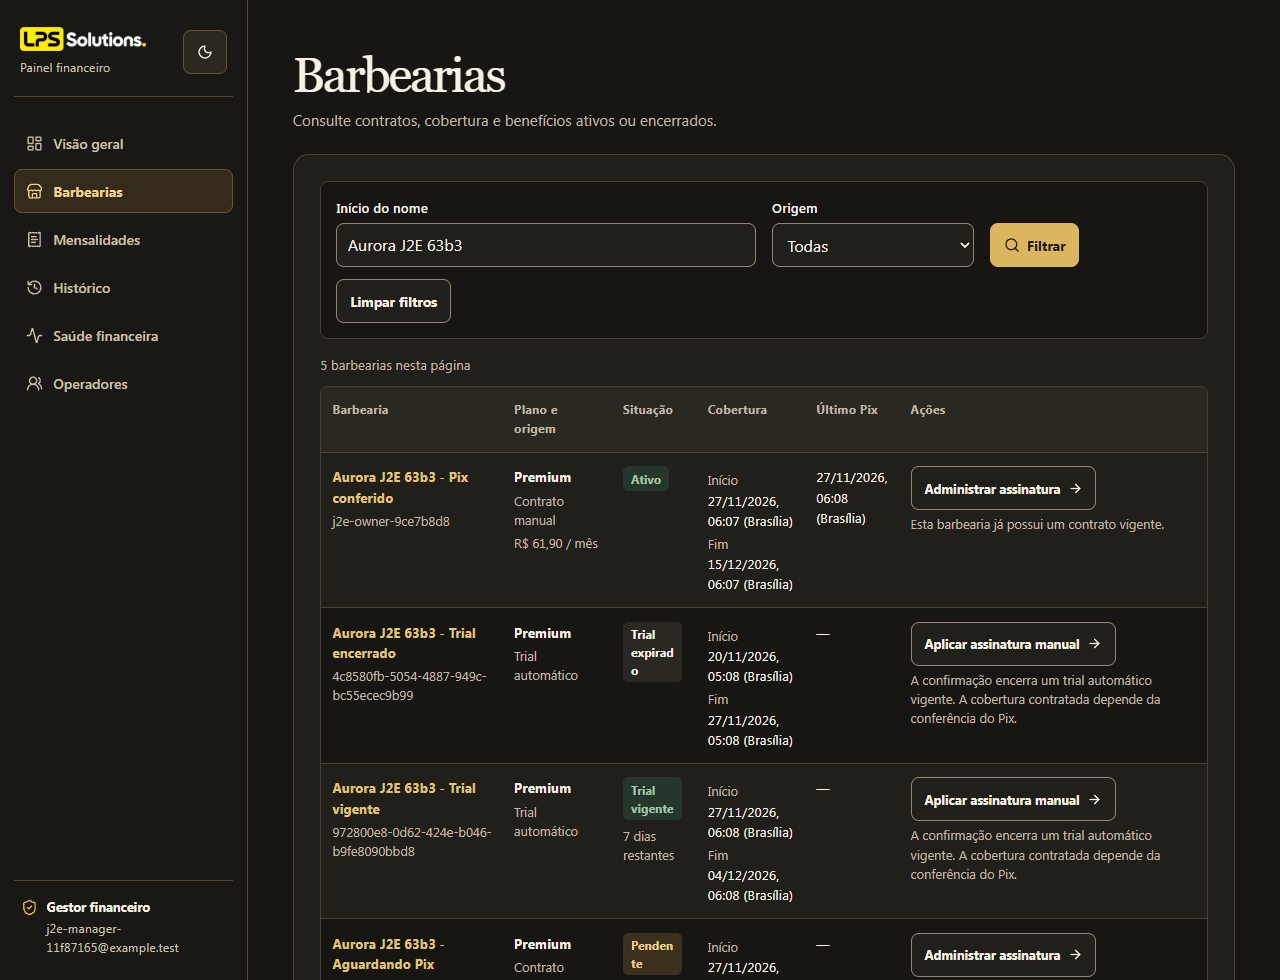 LPS Solutions.
Painel financeiro
Visão geral
Barbearias
Mensalidades
Histórico
Saúde financeira
Operadores
Gestor financeiro
j2e-manager-
11f87165@example.test
Barbearias
Consulte contratos, cobertura e benefícios ativos ou encerrados.
Início do nome
Aurora J2E 63b3
Origem
Todas
Filtrar
Limpar filtros
5 barbearias nesta página
Barbearia
Plano e
origem
Situação
Cobertura
Último Pix
Ações
Aurora J2E 63b3 - Pix
conferido
j2e-owner-9ce7b8d8
Premium
Contrato
manual
R$ 61,90 / mês
Ativo
Início
27/11/2026,
06:07 (Brasília)
Fim
15/12/2026,
06:07 (Brasília)
27/11/2026,
06:08
(Brasília)
Administrar assinatura →
Esta barbearia já possui um contrato vigente.
Aurora J2E 63b3 - Trial
encerrado
4c8580fb-5054-4887-949c-
bc55ecec9b99
Premium
Trial
automático
Trial
expirad
o
Início
20/11/2026,
05:08 (Brasília)
Fim
27/11/2026,
05:08 (Brasília)
—
Aplicar assinatura manual →
A confirmação encerra um trial automático
vigente. A cobertura contratada depende da
conferência do Pix.
Aurora J2E 63b3 - Trial
vigente
972800e8-0d62-424e-b046-
b9fe8090bbd8
Premium
Trial
automático
Trial
vigente
7 dias
restantes
Início
27/11/2026,
06:08 (Brasília)
Fim
04/12/2026,
06:08 (Brasília)
—
Aplicar assinatura manual →
A confirmação encerra um trial automático
vigente. A cobertura contratada depende da
conferência do Pix.
Aurora J2E 63b3 -
Aguardando Pix
Premium
Contrato
Penden
te
Início
27/11/2026,
—
Administrar assinatura →